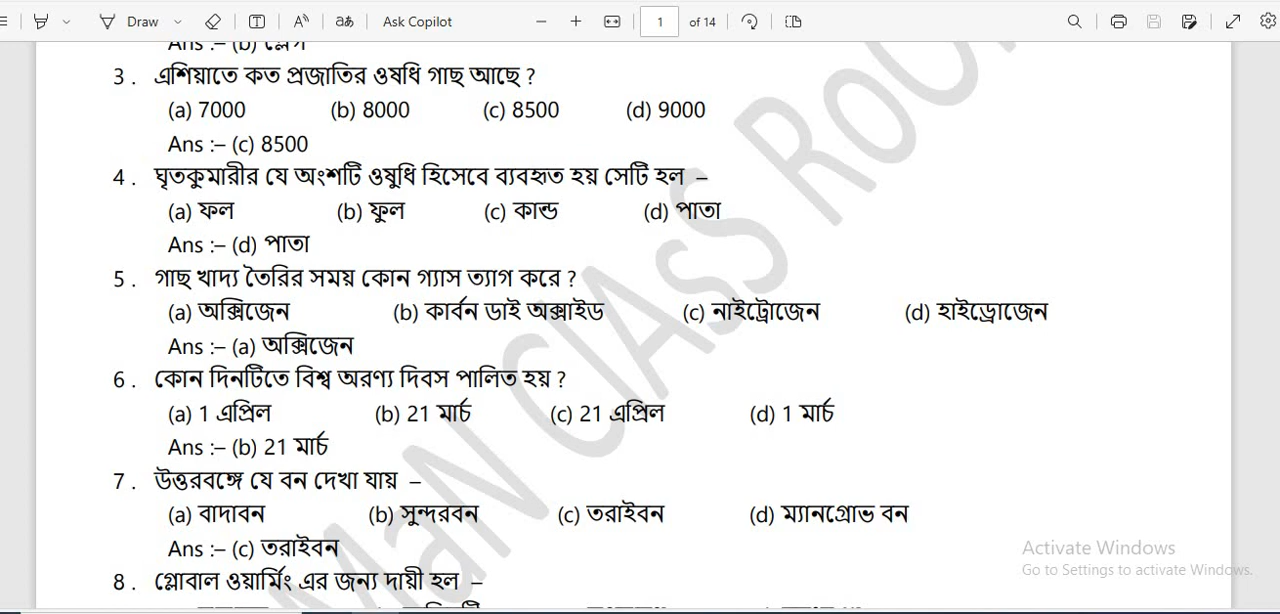 Draw
Ask Copilot
1 of 14
Ans :– (b) প্লেগ
3 . এশিয়াতে কত প্রজাতির ওষধি গাছ আছে ?
(a) 7000 (b) 8000 (c) 8500 (d) 9000
Ans :– (c) 8500
4 . ঘৃতকুমারীর যে অংশটি ওষুধি হিসেবে ব্যবহৃত হয় সেটি হল –
(a) ফল (b) ফুল (c) কান্ড (d) পাতা
Ans :– (d) পাতা
5 . গাছ খাদ্য তৈরির সময় কোন গ্যাস ত্যাগ করে ?
(a) অক্সিজেন (b) কার্বন ডাই অক্সাইড (c) নাইট্রোজেন (d) হাইড্রোজেন
Ans :– (a) অক্সিজেন
6 . কোন দিনটিতে বিশ্ব অরণ্য দিবস পালিত হয় ?
(a) 1 এপ্রিল (b) 21 মার্চ (c) 21 এপ্রিল (d) 1 মার্চ
Ans :– (b) 21 মার্চ
7 . উত্তরবঙ্গে যে বন দেখা যায় –
(a) বাদাবন (b) সুন্দরবন (c) তরাইবন (d) ম্যানগ্রোভ বন
Ans :– (c) তরাইবন
8 . গ্লোবাল ওয়ার্মিং এর জন্য দায়ী হল –
MaN ClAsS RoO
Activate Windows
Go to Settings to activate Windows.